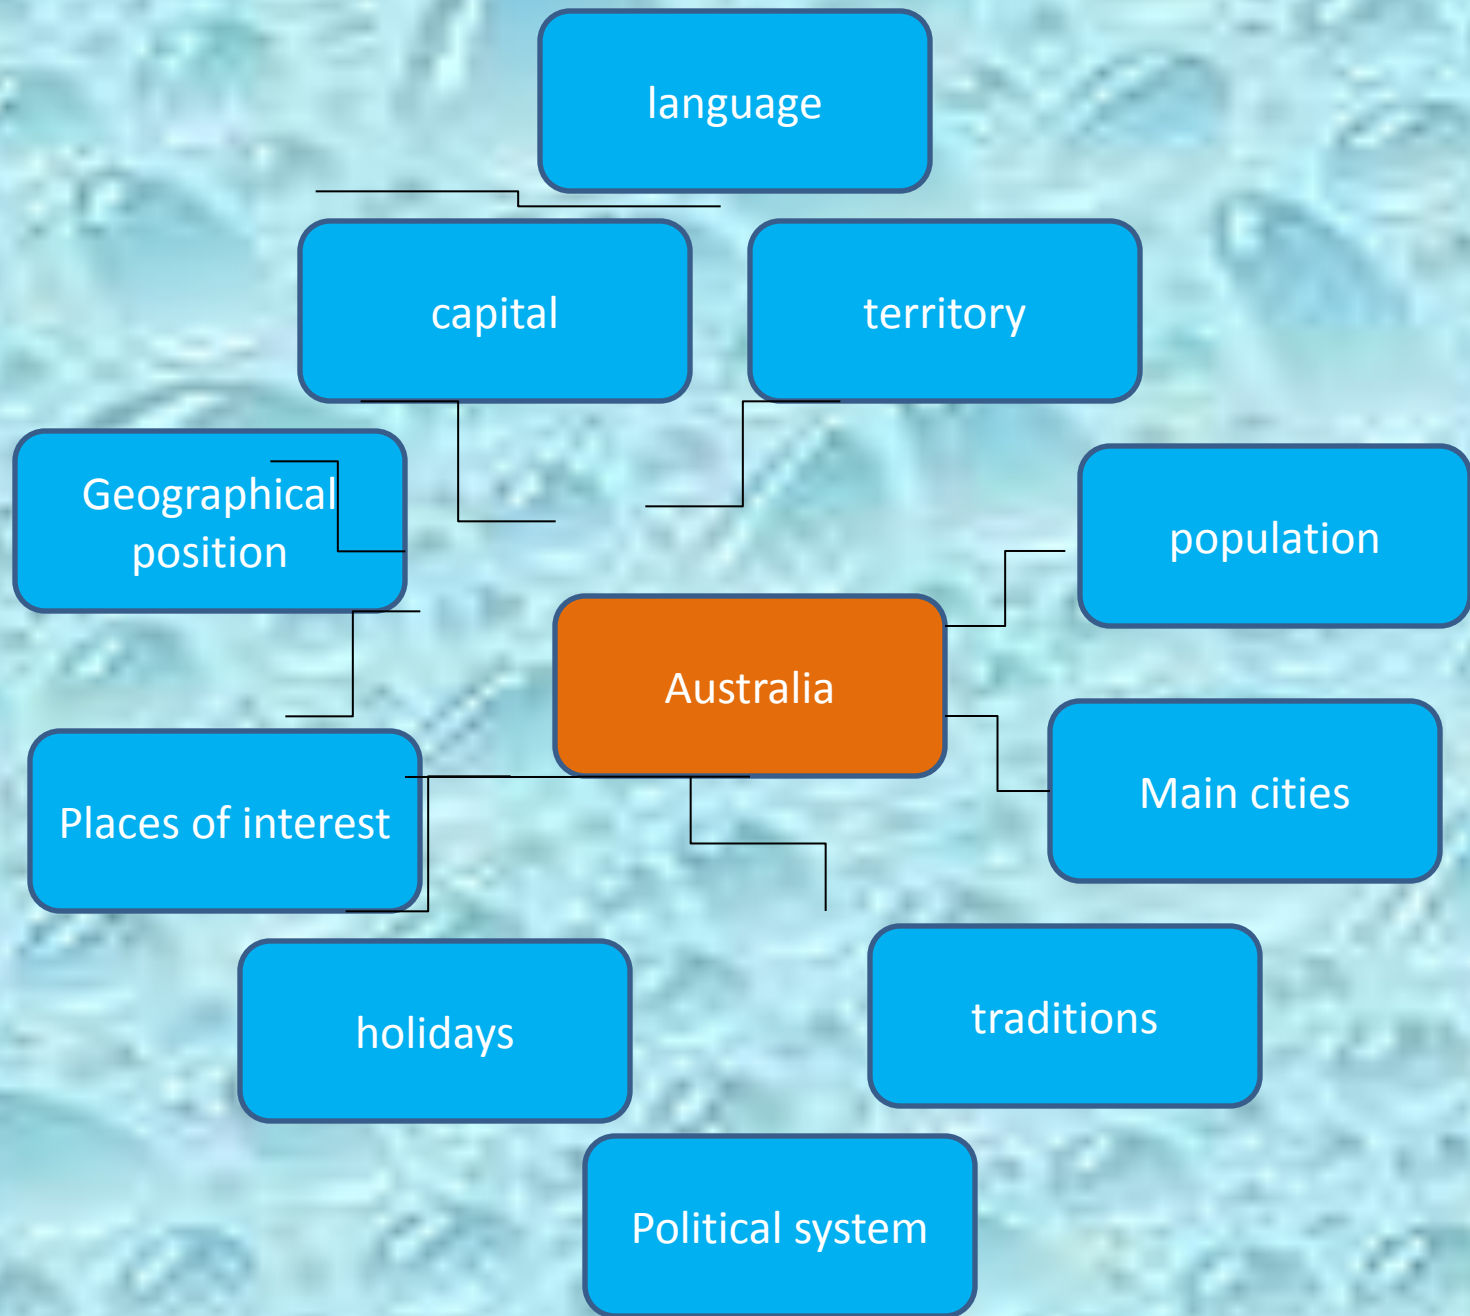 language
capital
territory
Geographical
position
population
Australia
Main cities
Places of interest
holidays
traditions
Political system